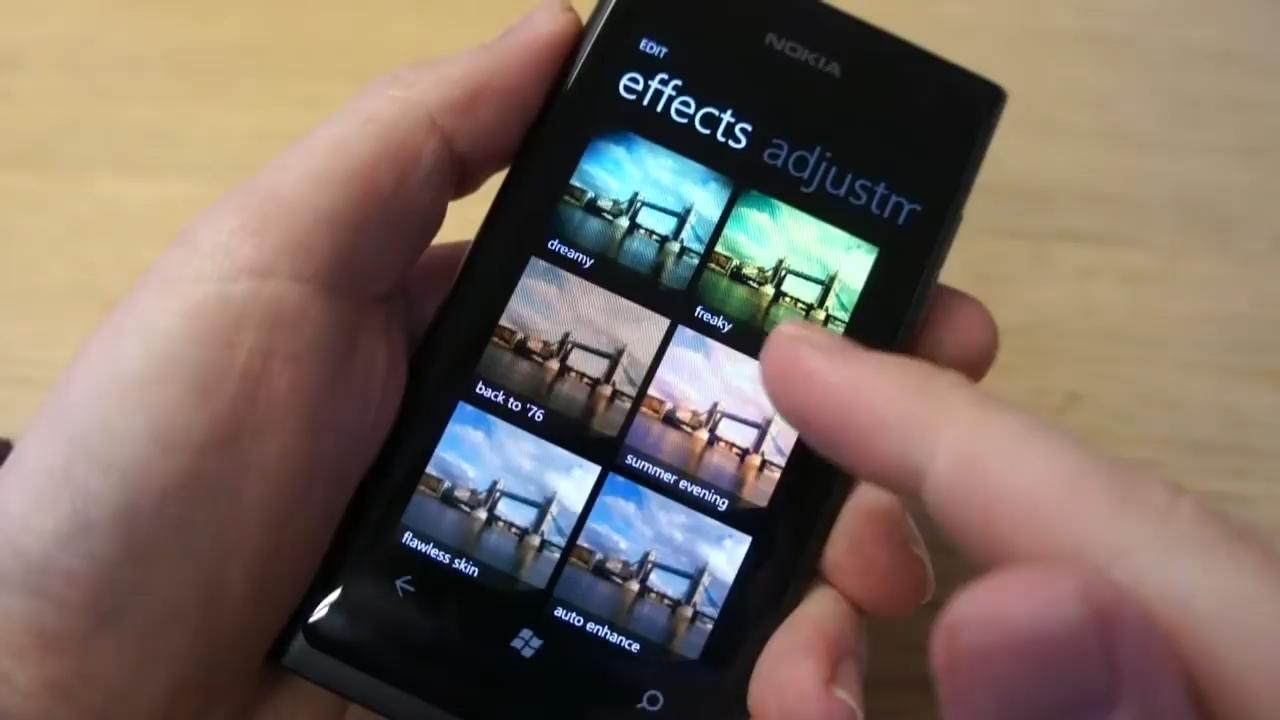 NOKIA
EDIT
effects adjustm
dreamy
freaky
back to '76
summer evening
flawless skin
auto enhance